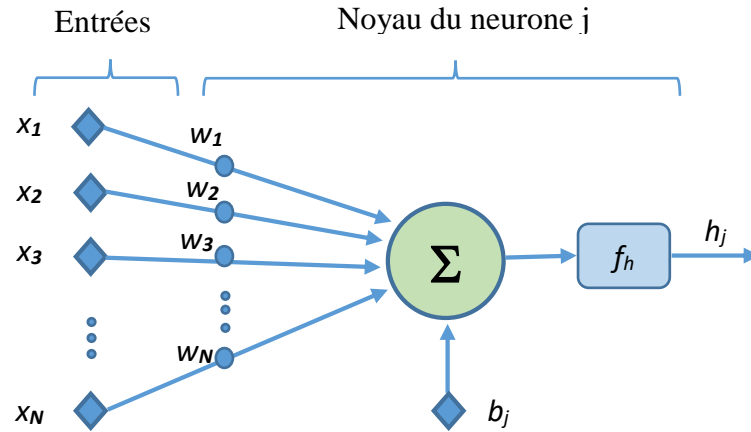 Entrées
Noyau du neurone j
x1
w1
x2
w2
x3
w3
Σ
fh
hj
wN
xN
bj